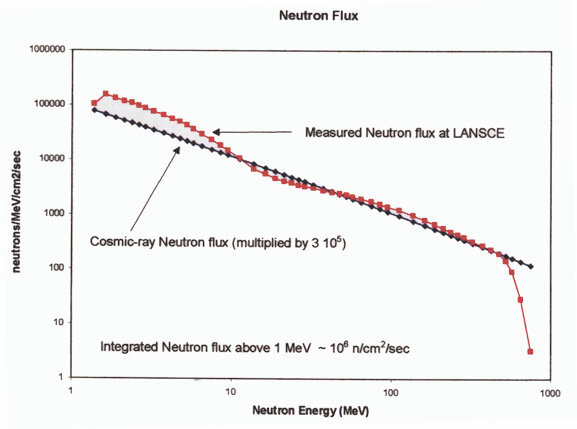 Neutron Flux
neutrons/MeV/cm2/sec
1000000
100000
10000
1000
100
10
1
Measured Neutron flux at LANSCE
Cosmic-ray Neutron flux (multiplied by 3 10⁵)
Integrated Neutron flux above 1 MeV ~ 10⁶ n/cm²/sec
1 10 100 1000
Neutron Energy (MeV)